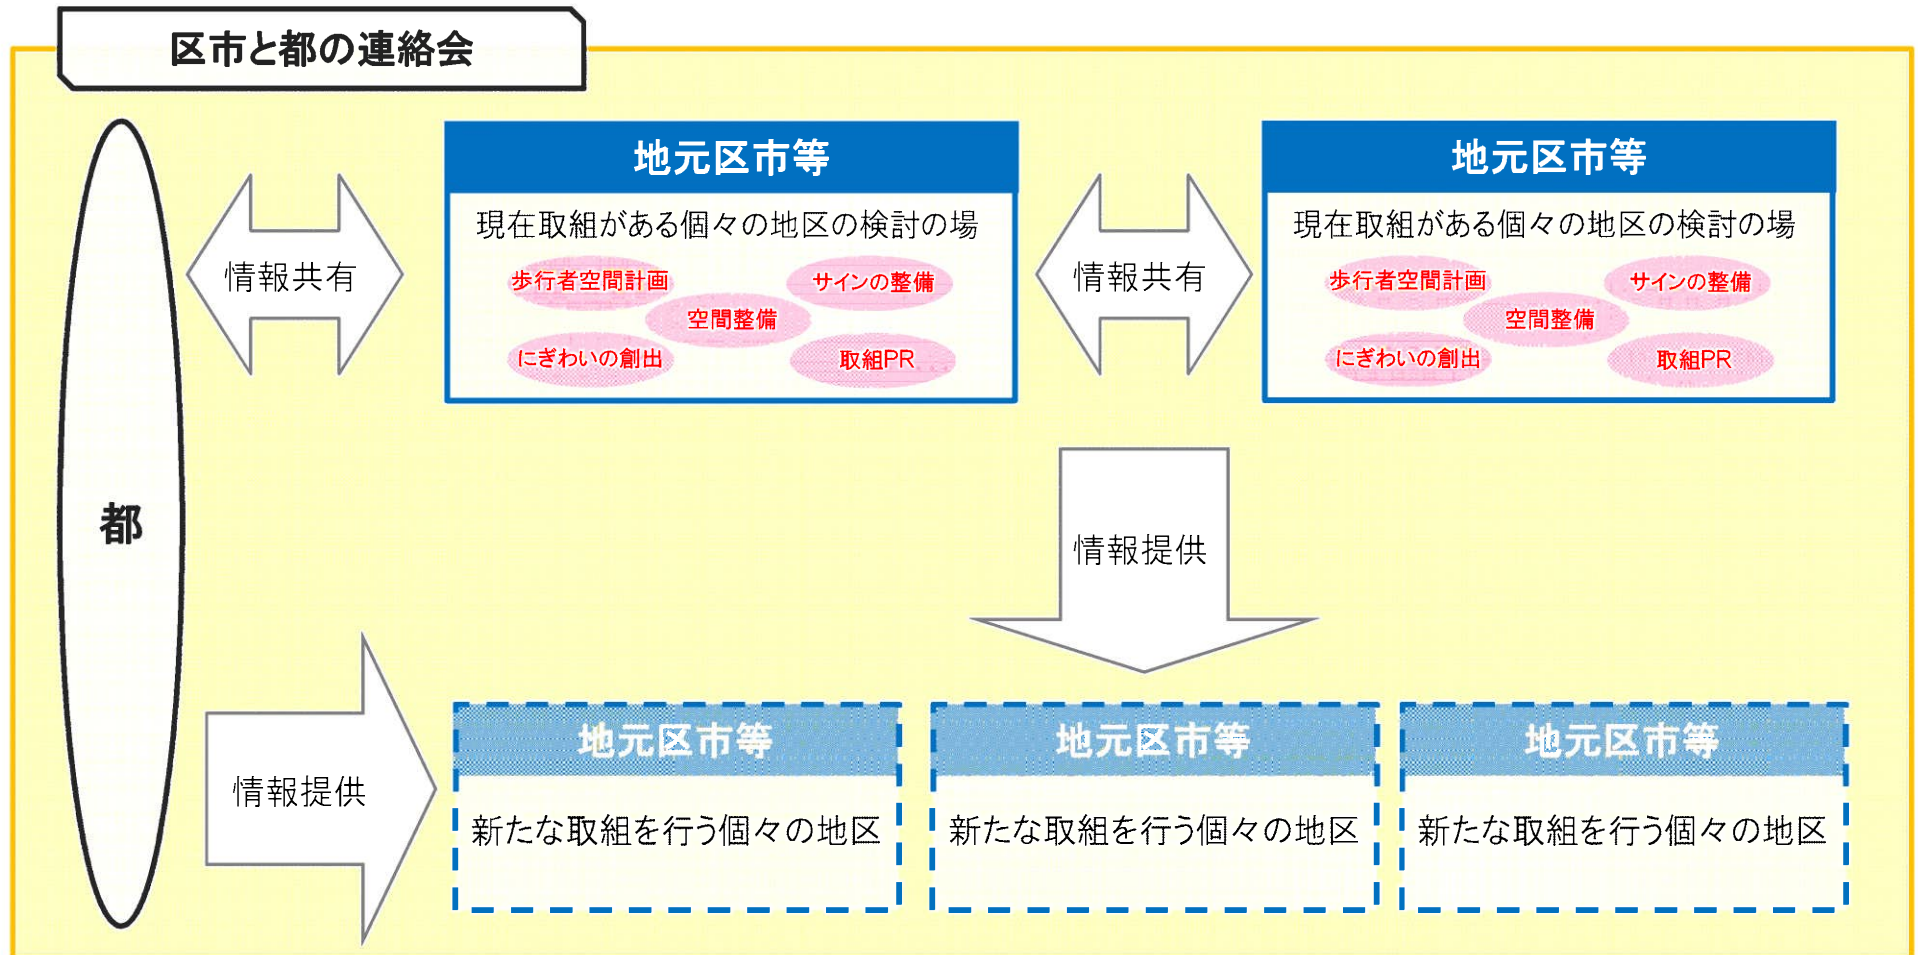 区市と都の連絡会
地元区市等
地元区市等
現在取組がある個々の地区の検討の場
現在取組がある個々の地区の検討の場
情報共有
歩行者空間計画
サインの整備
空間整備
にぎわいの創出
取組PR
情報共有
歩行者空間計画
サインの整備
空間整備
にぎわいの創出
取組PR
都
情報提供
情報提供
地元区市等
新たな取組を行う個々の地区
地元区市等
新たな取組を行う個々の地区
地元区市等
新たな取組を行う個々の地区